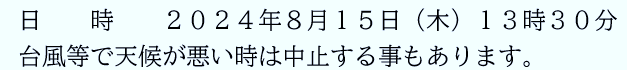 日　　時　　２０２４年８月１５日（木）１３時３０分
台風等で天候が悪い時は中止する事もあります。